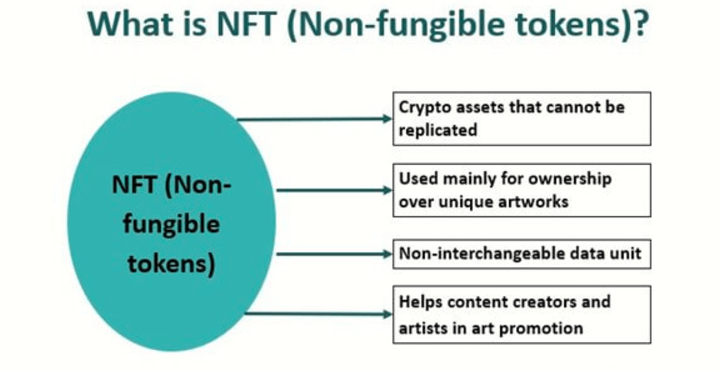 What is NFT (Non-fungible tokens)?
NFT (Non-
fungible
tokens)
Crypto assets that cannot be
replicated
Used mainly for ownership
over unique artworks
Non-interchangeable data unit
Helps content creators and
artists in art promotion